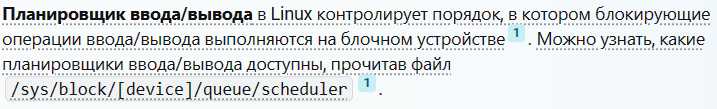 Планировщик ввода/вывода в Linux контролирует порядок, в котором блокирующие
операции ввода/вывода выполняются на блочном устройстве 1 . Можно узнать, какие
планировщики ввода/вывода доступны, прочитав файл
/sys/block/[device]/queue/scheduler 1 .